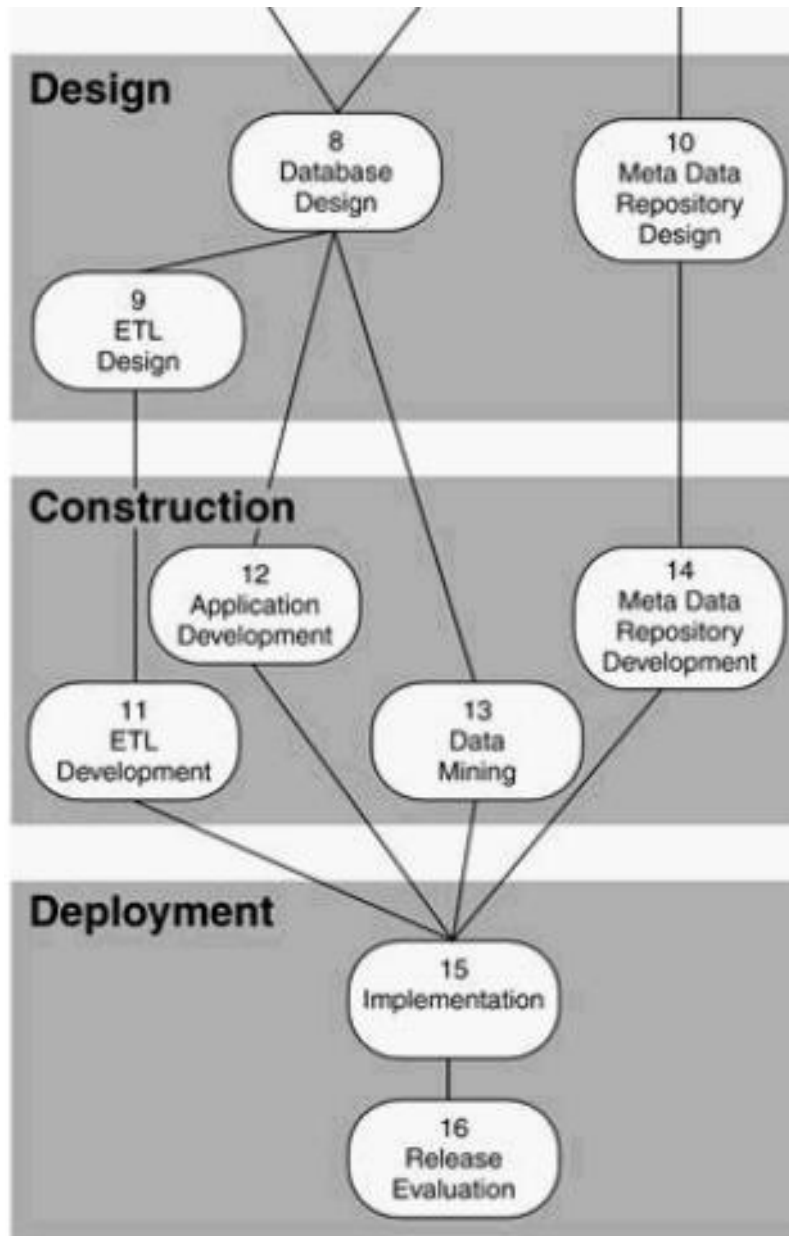 Design
8
Database
Design
10
Meta Data
Repository
Design
9
ETL
Design
Construction
12
Application
Development
14
Meta Data
Repository
Development
11
ETL
Development
13
Data
Mining
Deployment
15
Implementation
16
Release
Evaluation